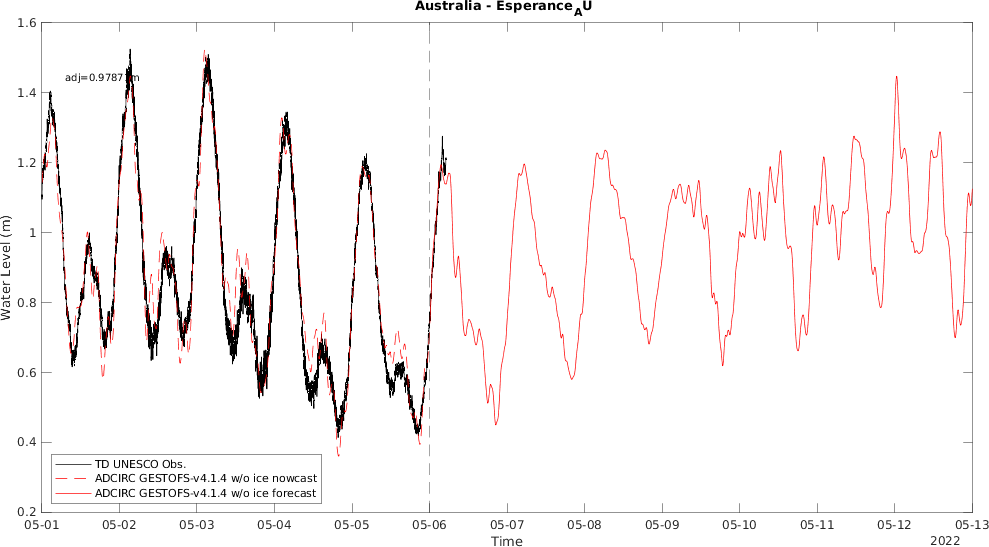 Australia - Esperance_AU
adj=0.97871m
Water Level (m)
1.6
1.4
1.2
1
0.8
0.6
0.4
0.2
TD UNESCO Obs.
ADCIRC GESTOFS-v4.1.4 w/o ice nowcast
ADCIRC GESTOFS-v4.1.4 w/o ice forecast
05-01 05-02 05-03 05-04 05-05 05-06 05-07 05-08 05-09 05-10 05-11 05-12 05-13
Time
2022